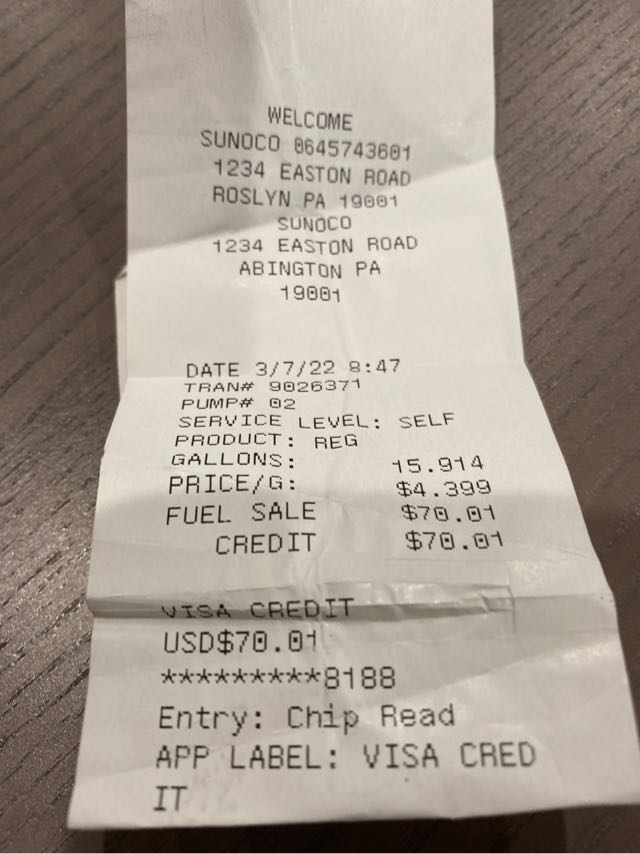 WELCOME
SUNOCO 0645743601
1234 EASTON ROAD
ROSLYN PA 19001
SUNOCO
1234 EASTON ROAD
ABINGTON PA
19001
DATE 3/7/22 8:47
TRAN# 9026371
PUMP# 02
SERVICE LEVEL: SELF
PRODUCT: REG
GALLONS: 15.914
PRICE/G: $4.399
FUEL SALE $70.01
CREDIT $70.01
VISA CREDIT
USD$70.01
*********8188
Entry: Chip Read
APP LABEL: VISA CRED
IT